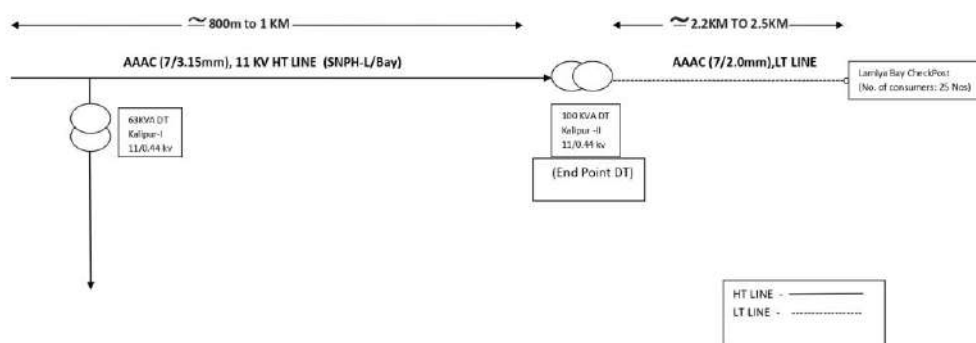 ≃ 800m to 1 KM
≃ 2.2KM TO 2.5KM
AAAC (7/3.15mm), 11 KV HT LINE (SNPH-L/Bay)
AAAC (7/2.0mm),LT LINE
Lamiya Bay CheckPost
(No. of consumers: 25 Nos)
63KVA DT
Kalipur-I
11/0.44 kv
100 KVA DT
Kalipur -II
11/0.44 kv
(End Point DT)
HT LINE -
LT LINE -